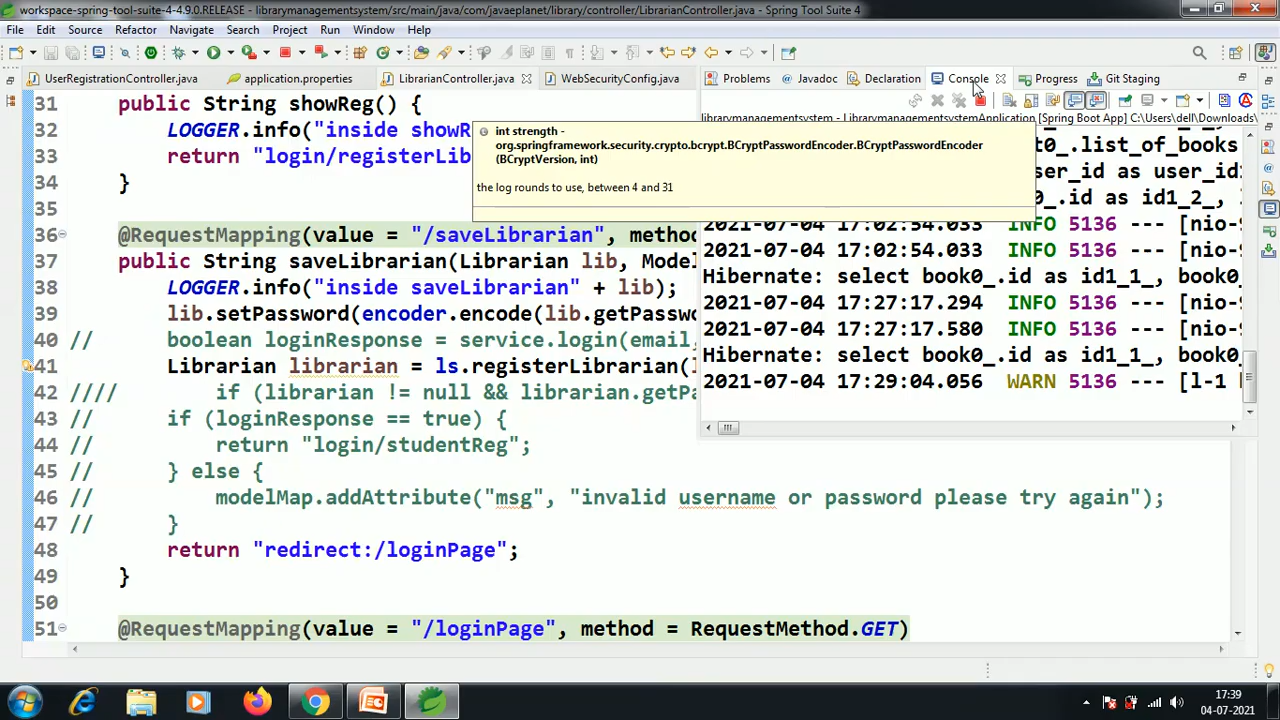 workspace-spring-tool-suite-4-4.9.0.RELEASE - librarymanagementsystem/src/main/java/com/javaeplanet/library/controller/LibrarianController.java - Spring Tool Suite 4
File Edit Source Refactor Navigate Search Project Run Window Help
UserRegistrationController.java application.properties LibrarianController.java WebSecurityConfig.java
Problems Javadoc Declaration Console Progress Git Staging
librarymanagementsystem - LibrarymanagementsystemApplication [Spring Boot App] C:\Users\dell\Downloads\
31 public String showReg() {
32 LOGGER.info("inside showR
33 return "login/registerLib
34 }
35
36 @RequestMapping(value = "/saveLibrarian", metho
37 public String saveLibrarian(Librarian lib, Model
38 LOGGER.info("inside saveLibrarian" + lib);
39 lib.setPassword(encoder.encode(lib.getPasswo
40 // boolean loginResponse = service.login(email,
41 Librarian librarian = ls.registerLibrarian(l
42 //// if (librarian != null && librarian.getPa
43 // if (loginResponse == true) {
44 // return "login/studentReg";
45 // } else {
46 // modelMap.addAttribute("msg", "invalid username or password please try again");
47 // }
48 return "redirect:/loginPage";
49 }
50
51 @RequestMapping(value = "/loginPage", method = RequestMethod.GET)
int strength -
org.springframework.security.crypto.bcrypt.BCryptPasswordEncoder.BCryptPasswordEncoder
(BCryptVersion, int)
the log rounds to use, between 4 and 31
t0_.list_of_books
ser_id as user_id1
.id as id1_2_,
2021-07-04 17:02:54.033 INFO 5136 --- [nio-
2021-07-04 17:02:54.033 INFO 5136 --- [nio-
Hibernate: select book0_.id as id1_1_, book0_
2021-07-04 17:27:17.294 INFO 5136 --- [nio-
2021-07-04 17:27:17.580 INFO 5136 --- [nio-
Hibernate: select book0_.id as id1_1_, book0_
2021-07-04 17:29:04.056 WARN 5136 --- [l-1
17:39
04-07-2021